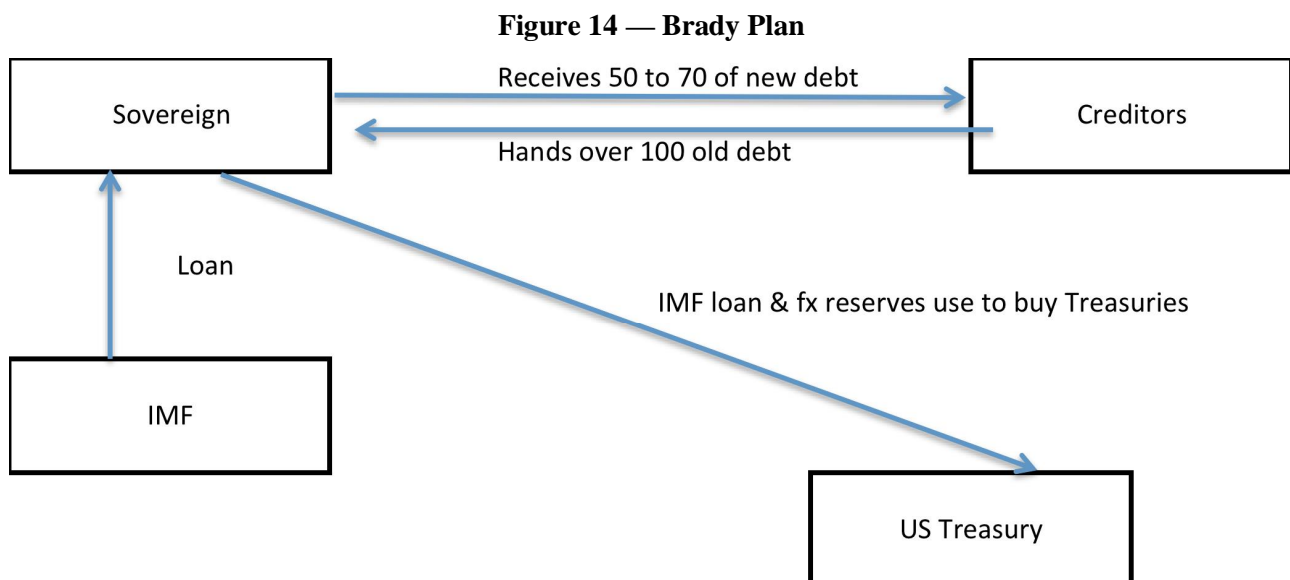 Figure 14 — Brady Plan
Receives 50 to 70 of new debt
Sovereign
Creditors
Hands over 100 old debt
Loan
IMF loan & fx reserves use to buy Treasuries
IMF
US Treasury